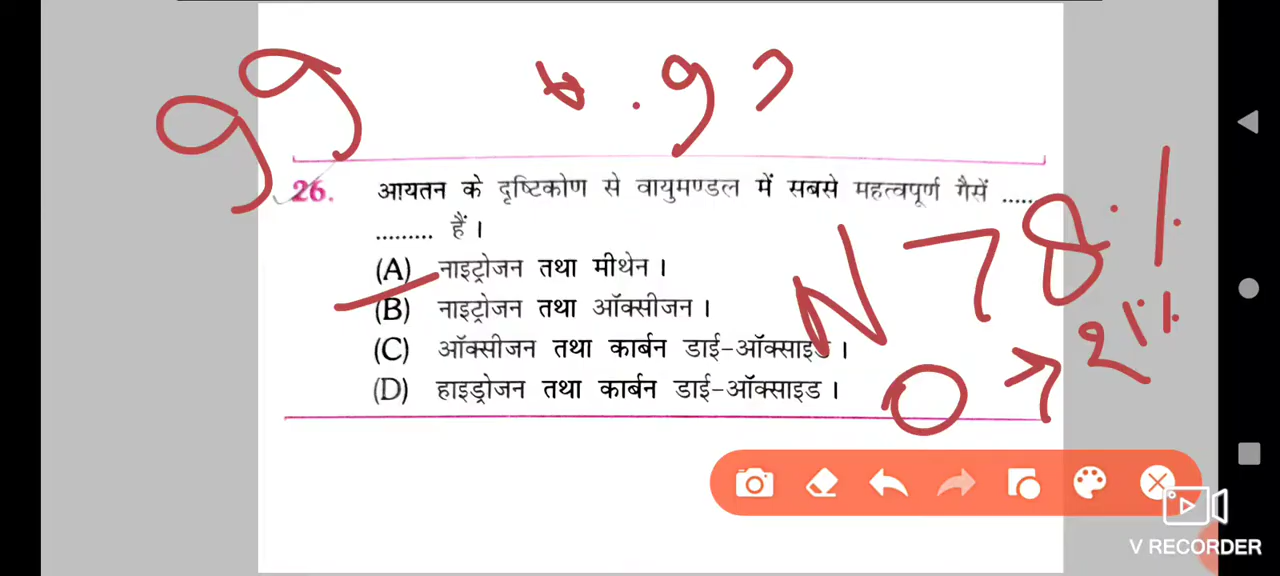 99 .93
26. आयतन के दृष्टिकोण से वायुमण्डल में सबसे महत्वपूर्ण गैसें ......
......... हैं ।
(A) नाइट्रोजन तथा मीथेन ।
(B) नाइट्रोजन तथा ऑक्सीजन ।
(C) ऑक्सीजन तथा कार्बन डाई-ऑक्साइड ।
(D) हाइड्रोजन तथा कार्बन डाई-ऑक्साइड ।
N 78%
O 21%
V RECORDER